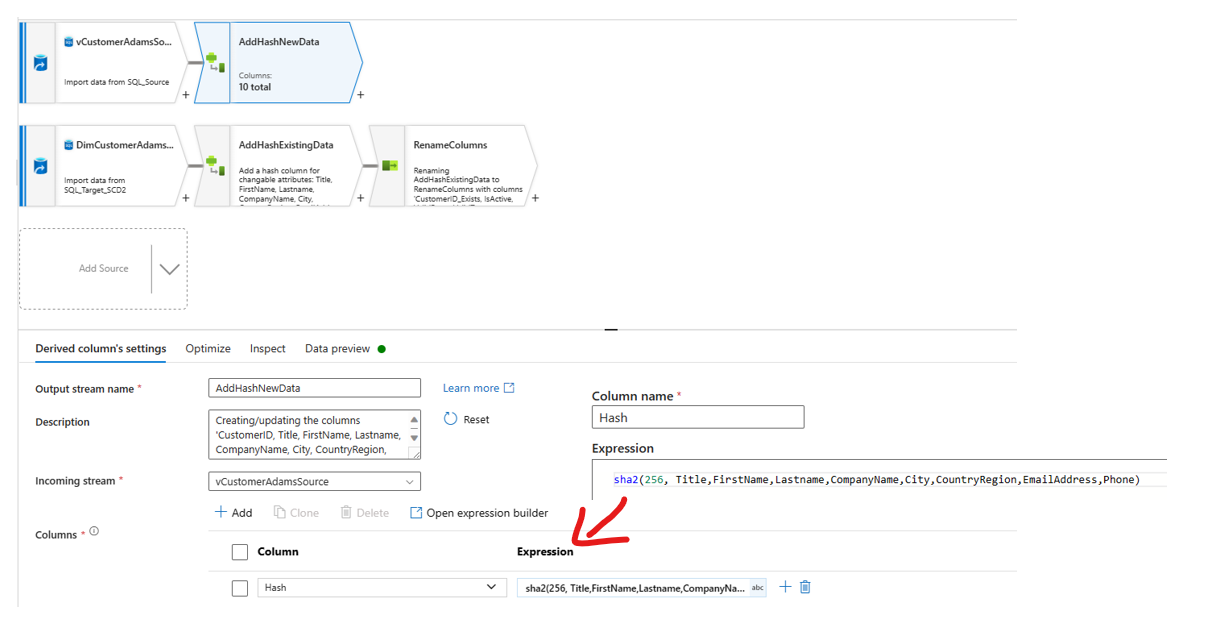 vCustomerAdamsSo...
Import data from SQL_Source
+
AddHashNewData
Columns:
10 total
+
DimCustomerAdams...
Import data from
SQL_Target_SCD2
+
AddHashExistingData
Add a hash column for
changable attributes: Title,
FirstName, Lastname,
CompanyName, City,
+
RenameColumns
Renaming
AddHashExistingData to
RenameColumns with columns
'CustomerID_Exists, IsActive,
+
Add Source
Derived column's settings Optimize Inspect Data preview
Output stream name * AddHashNewData Learn more
Description Creating/updating the columns
'CustomerID, Title, FirstName, Lastname,
CompanyName, City, CountryRegion,
Reset
Incoming stream * vCustomerAdamsSource
+ Add Clone Delete Open expression builder
Columns *
Column Expression
Hash sha2(256, Title,FirstName,Lastname,CompanyNa... abc +
Column name *
Hash
Expression
sha2(256, Title,FirstName,Lastname,CompanyName,City,CountryRegion,EmailAddress,Phone)